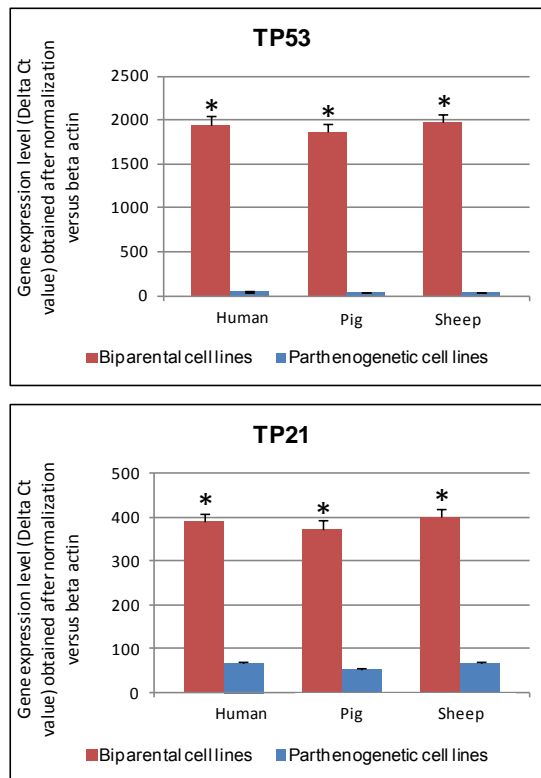 TP53
Gene expression level (Delta Ct
value) obtained after normalization
versus beta actin
2500
2000
1500
1000
500
0
* * *
Human Pig Sheep
Biparental cell lines Parthenogenetic cell lines
TP21
Gene expression level (Delta Ct
value) obtained after normalization
versus beta actin
500
400
300
200
100
0
* * *
Human Pig Sheep
Biparental cell lines Parthenogenetic cell lines